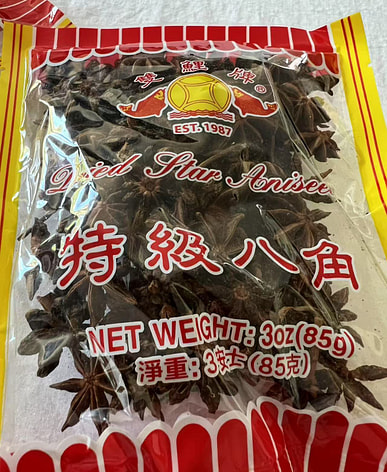 雙鯉牌
®
EST. 1987
Dried Star Aniseed
特級八角
NET WEIGHT: 3oz(85g)
淨重: 3安士(85克)